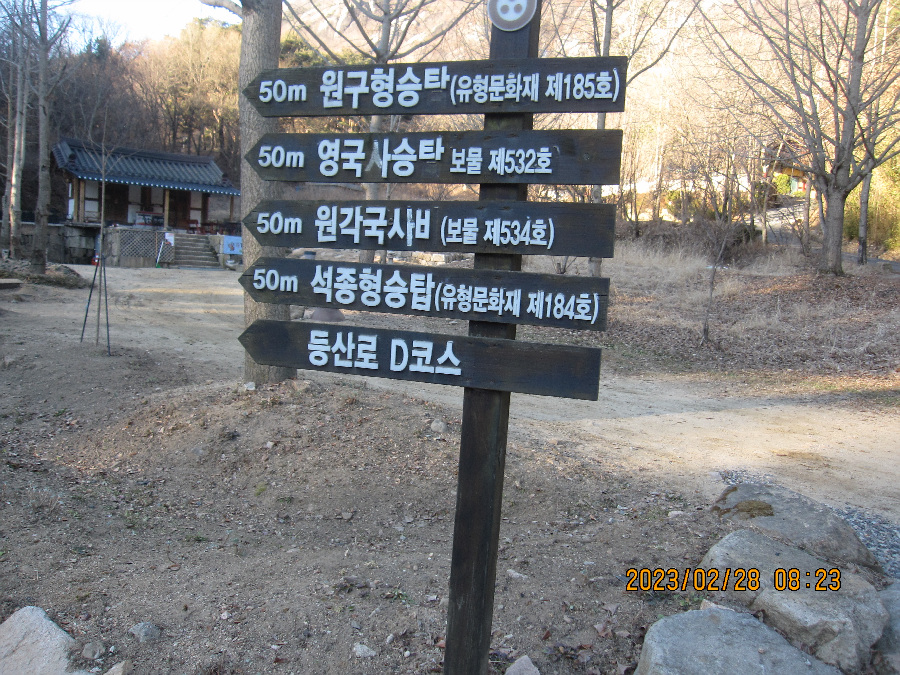 50m 원구형승탑(유형문화재 제185호)
50m 영국사승탑 보물 제532호
50m 원각국사비 (보물 제534호)
50m 석종형승탑(유형문화재 제184호)
등산로 D코스
2023/02/28 08:23